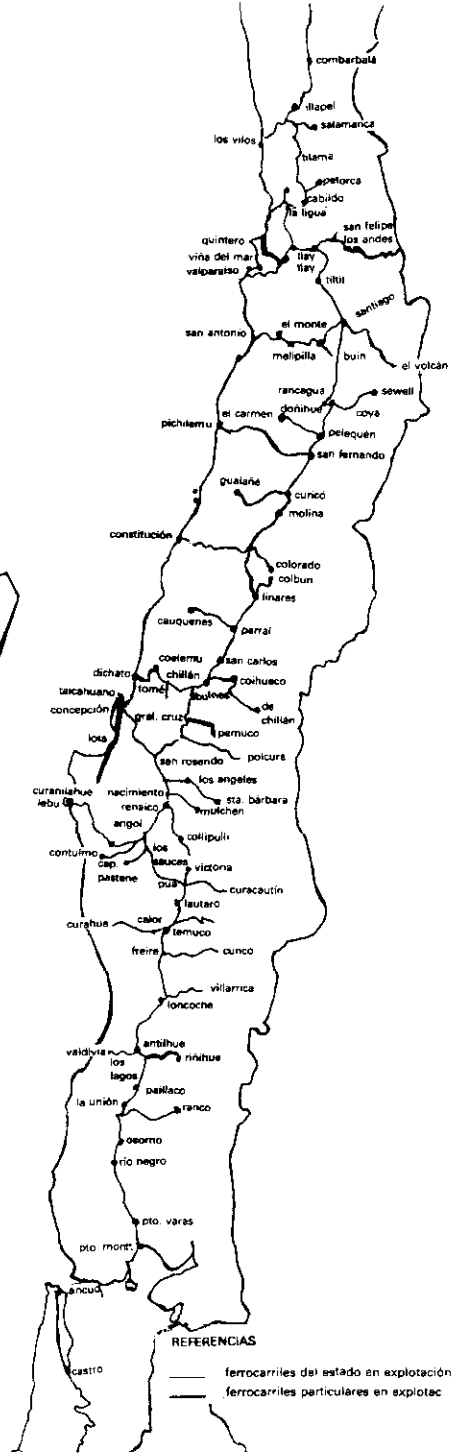 combarbalá
illapel
salamanca
los vilos
tilama
petorca
cabildo
la ligua
san felipe
los andes
quintero
viña del mar
valparaíso
llay
llay
tiltil
santiago
san antonio
el monte
melipilla
buin
el volcán
rancagua
sewell
el carmen
doñihue
coya
pichilemu
pelequén
san fernando
gualañé
curicó
molina
constitución
colorado
colbun
linares
cauquenes
parral
coelemu
san carlos
dichato
chillán
coihueco
talcahuano
tomé
bulnes
concepción
gral. cruz
de
chillán
pemuco
lota
san rosendo
polcura
los angeles
curanilahue
nacimiento
lebu
renaico
sta. bárbara
mulchen
angol
collipulli
contulmo
los
sauces
cap.
pastene
victoria
pua
curacautín
lautaro
carahue
cajor
temuco
freire
cunco
villarrica
loncoche
antilhue
valdivia
los
lagos
riñihue
paillaco
la unión
ranco
osorno
río negro
pto. varas
pto. montt
ancud
castro
REFERENCIAS
ferrocarriles del estado en explotación
ferrocarriles particulares en explotac